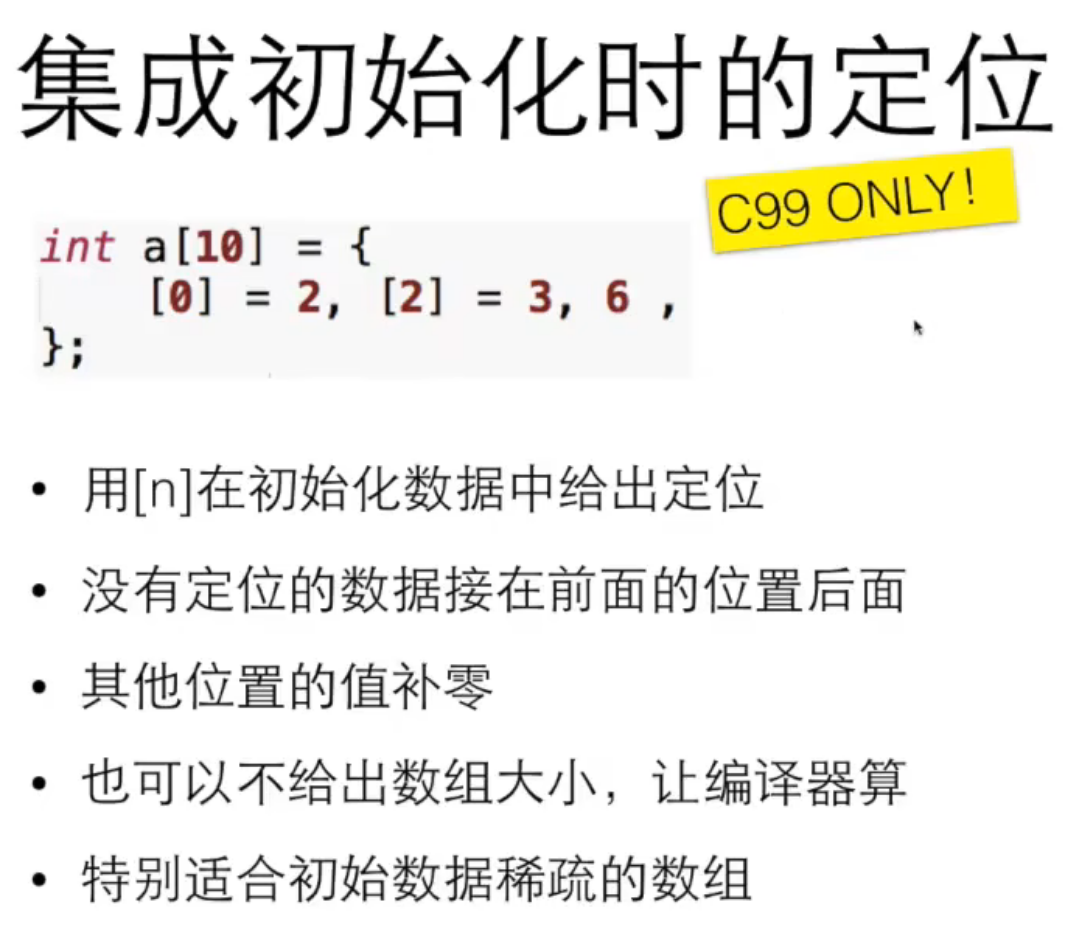 集成初始化时的定位
C99 ONLY!
int a[10] = {
    [0] = 2, [2] = 3, 6 ,
};
• 用[n]在初始化数据中给出定位
• 没有定位的数据接在前面的位置后面
• 其他位置的值补零
• 也可以不给出数组大小，让编译器算
• 特别适合初始数据稀疏的数组